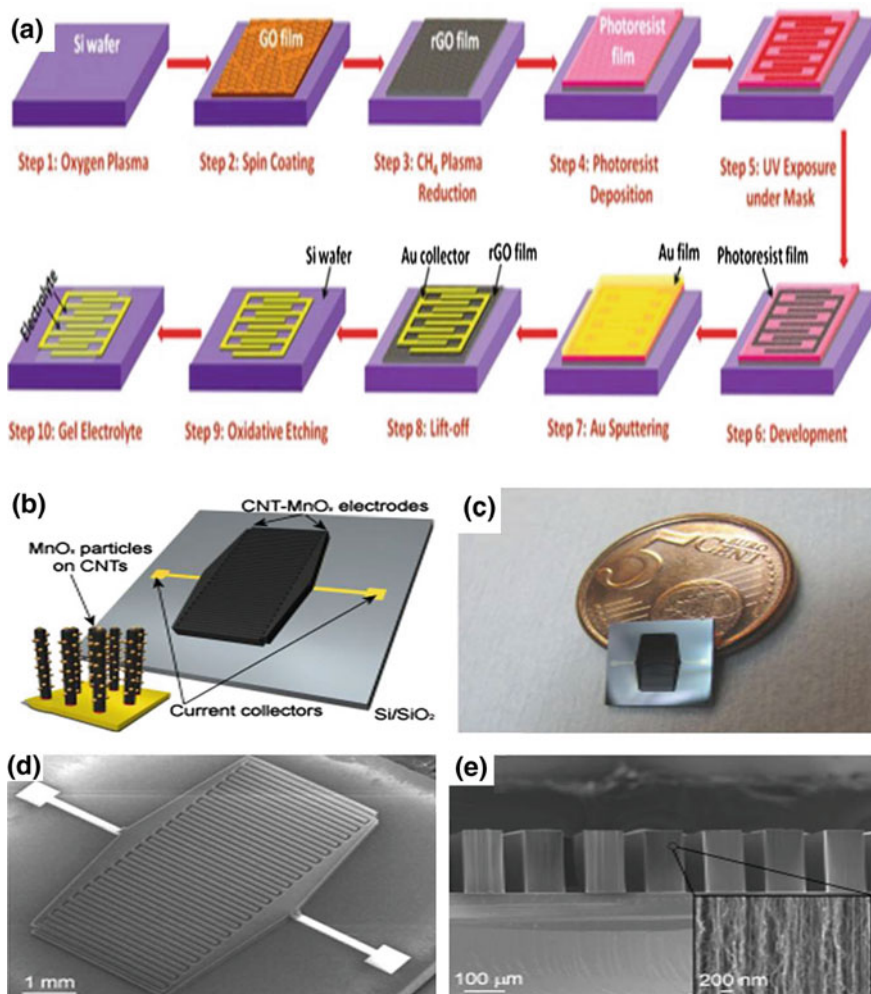 (a)
Si wafer
GO film
rGO film
Photoresist
film
Step 1: Oxygen Plasma
Step 2: Spin Coating
Step 3: CH₄ Plasma
Reduction
Step 4: Photoresist
Deposition
Step 5: UV Exposure
under Mask
Electrolyte
Si wafer
Au collector
rGO film
Au film
Photoresist film
Step 10: Gel Electrolyte
Step 9: Oxidative Etching
Step 8: Lift-off
Step 7: Au Sputtering
Step 6: Development
(b)
CNT-MnOₓ electrodes
MnOₓ particles
on CNTs
Current collectors
Si/SiO₂
(c)
5
EURO
CENT
(d)
1 mm
(e)
100 µm
200 nm